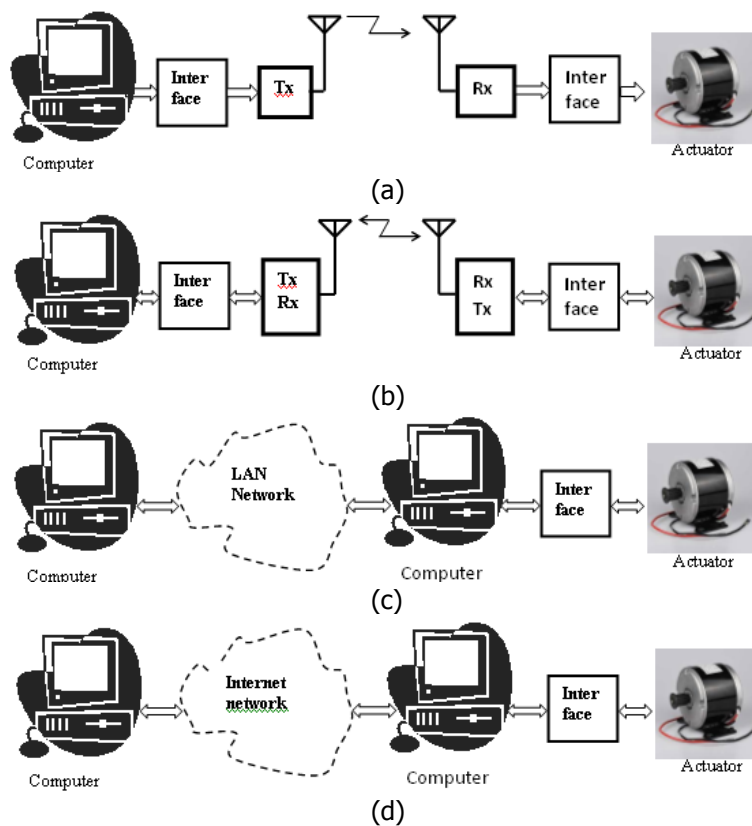 Inter
face
Tx
Rx
Inter
face
Computer
Actuator
(a)
Inter
face
Tx
Rx
Rx
Tx
Inter
face
Computer
Actuator
(b)
LAN
Network
Inter
face
Computer
Computer
Actuator
(c)
Internet
network
Inter
face
Computer
Computer
Actuator
(d)